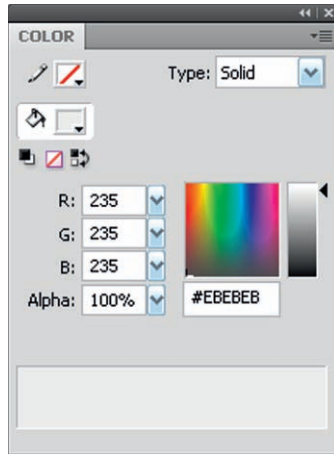 COLOR
Type: Solid
R: 235
G: 235
B: 235
Alpha: 100% #EBEBEB